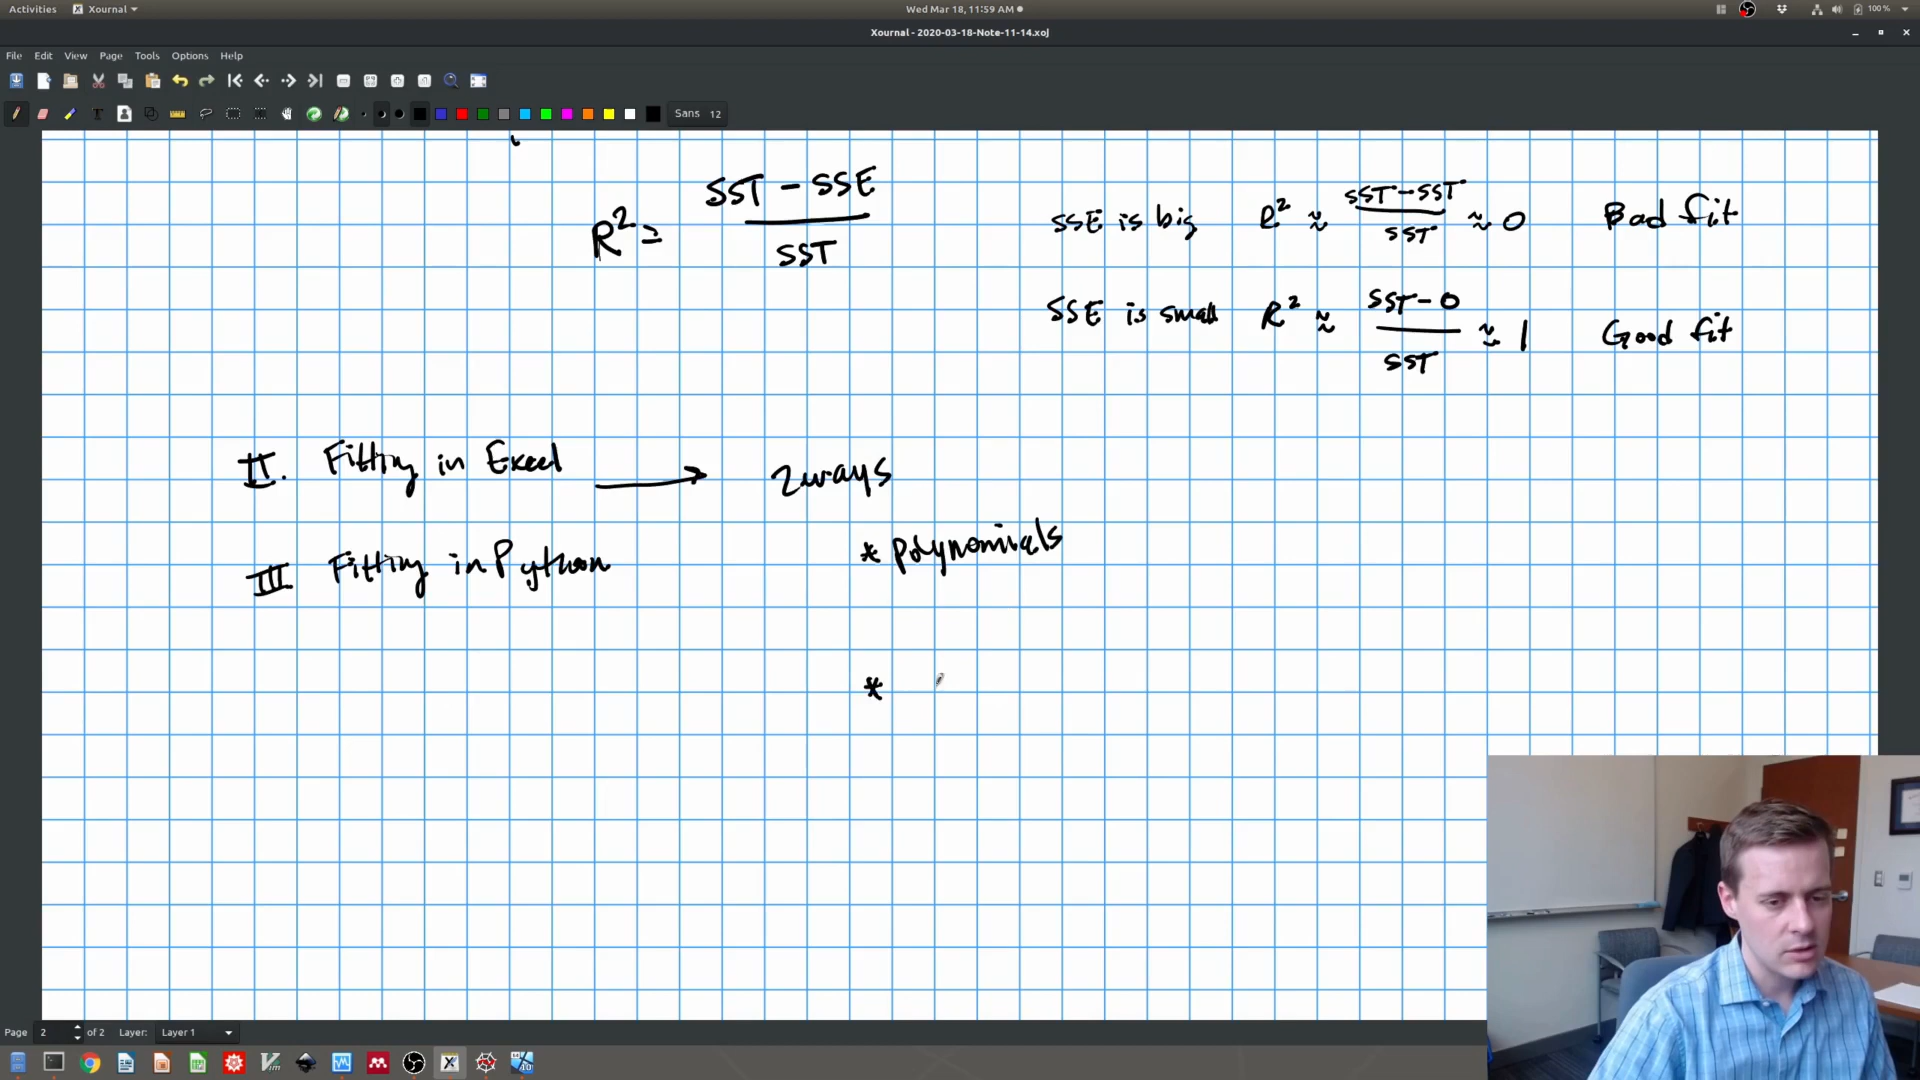 Activities Xournal Wed Mar 18, 11:59 AM 100 %
Xournal - 2020-03-18-Note-11-14.xoj
File Edit View Page Tools Options Help
Sans 12
R² = SST - SSE
SST
SSE is big R² ≈ SST - SST ≈ 0 Bad fit
SST
SSE is small R² ≈ SST - 0 ≈ 1 Good fit
SST
II. Fitting in Excel → 2 ways
* Polynomials
III Fitting in Python
*
Page 2 of 2 Layer: Layer 1